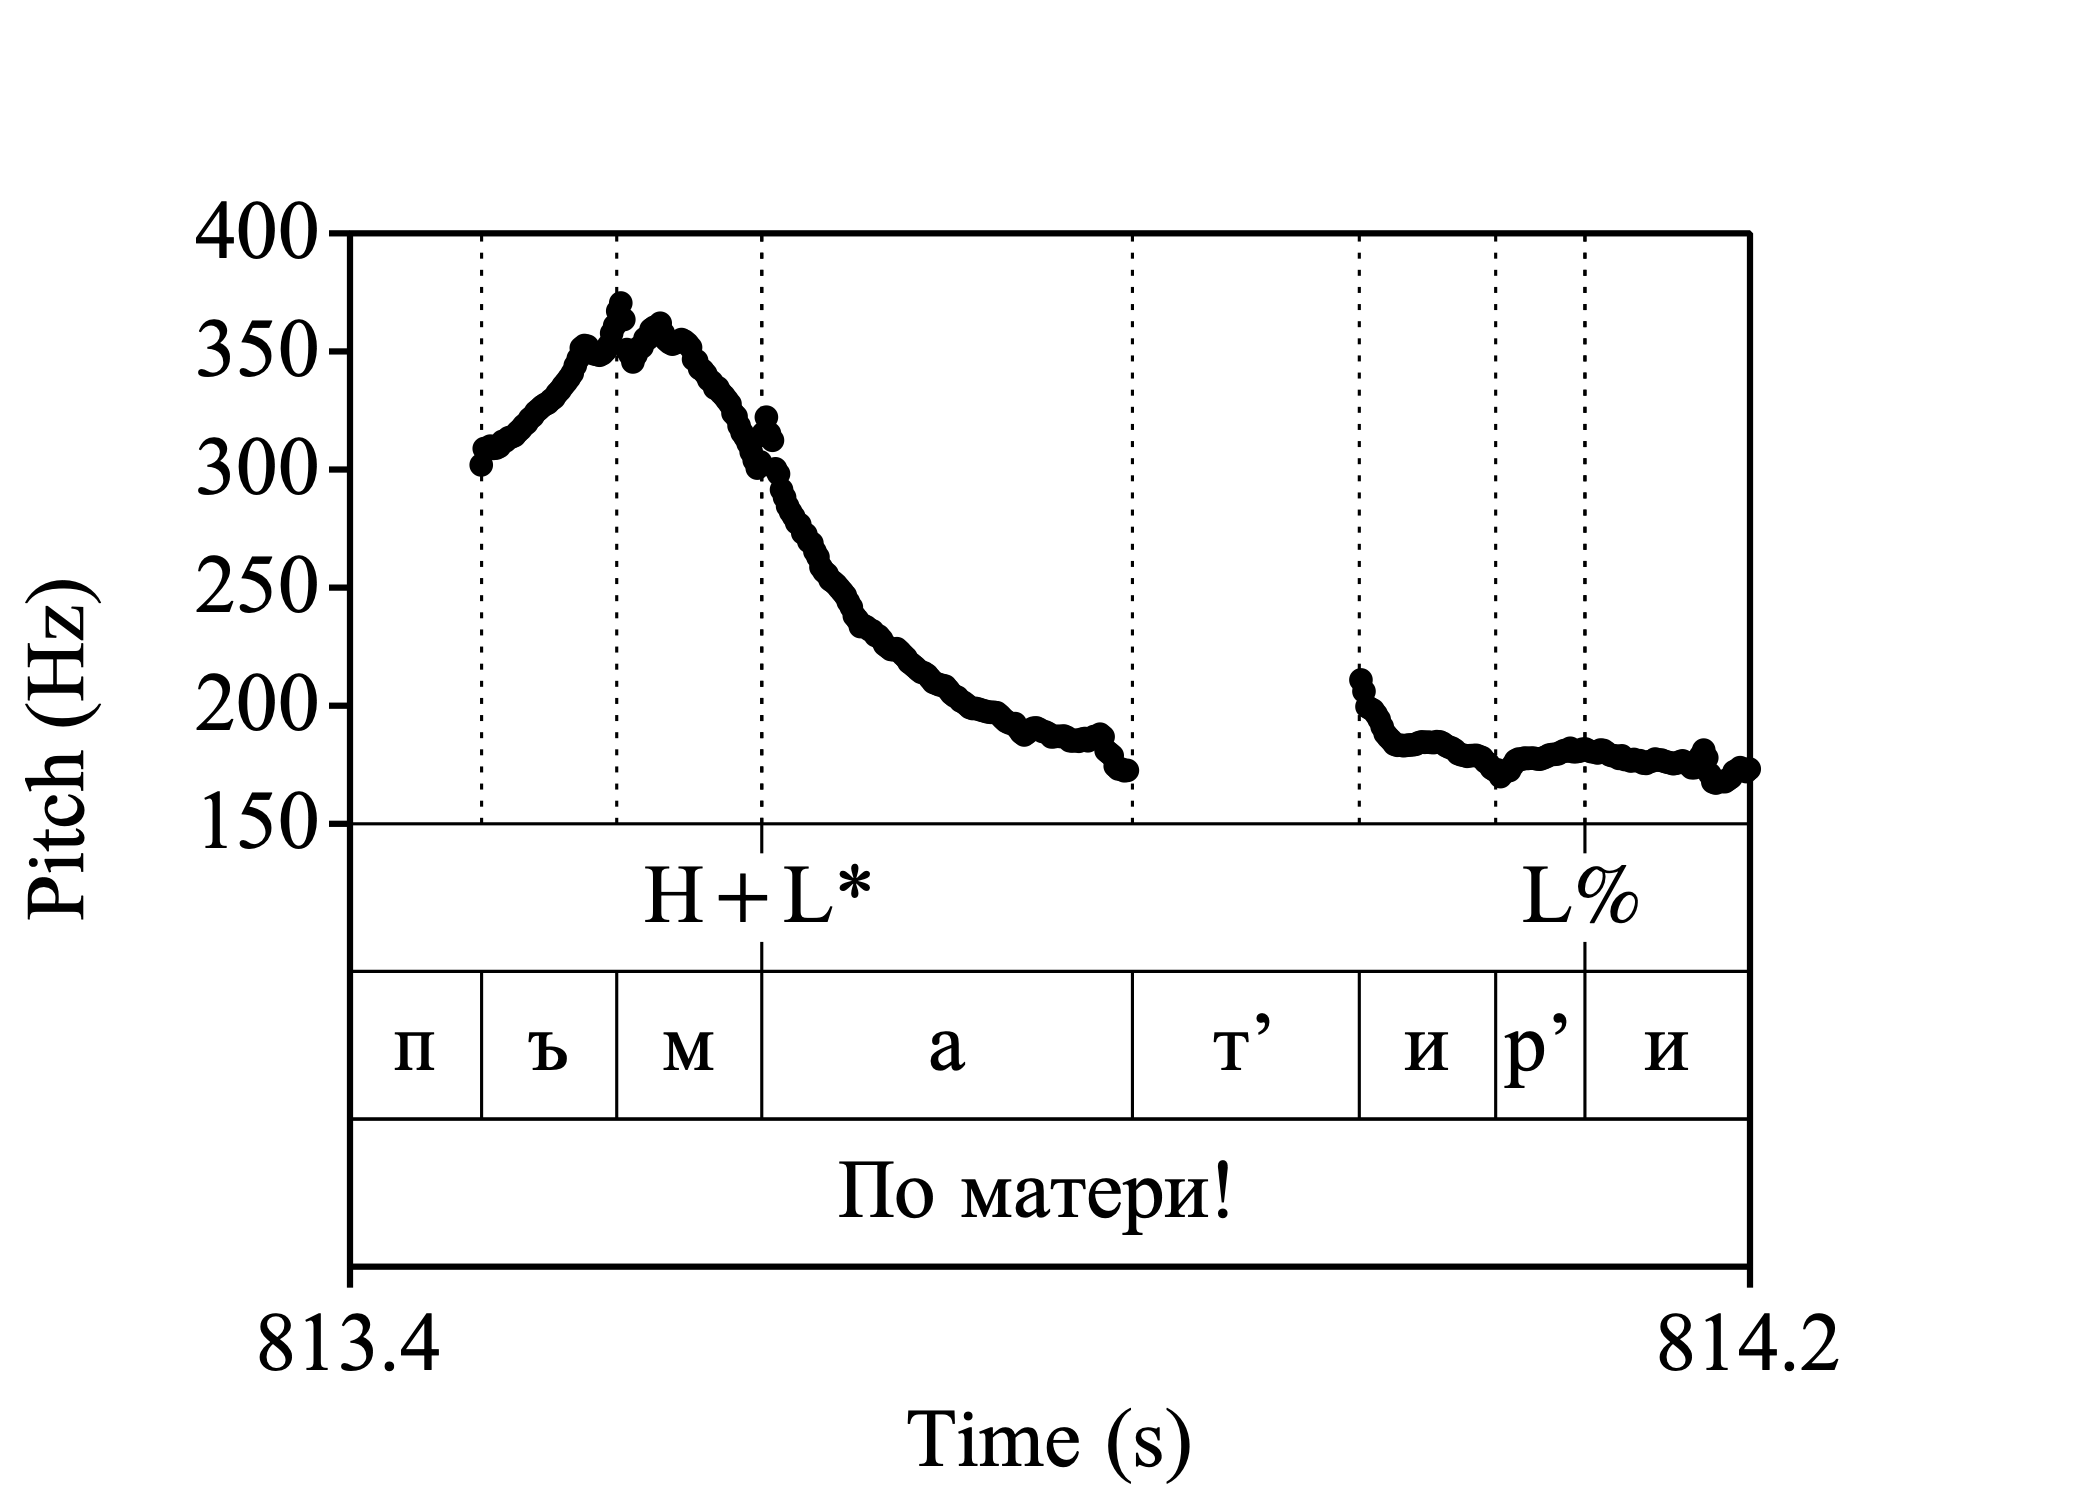 400
350
300
250
200
150
Pitch (Hz)
H+L* L%
п ъ м а т’ и р’ и
По матери!
813.4 814.2
Time (s)